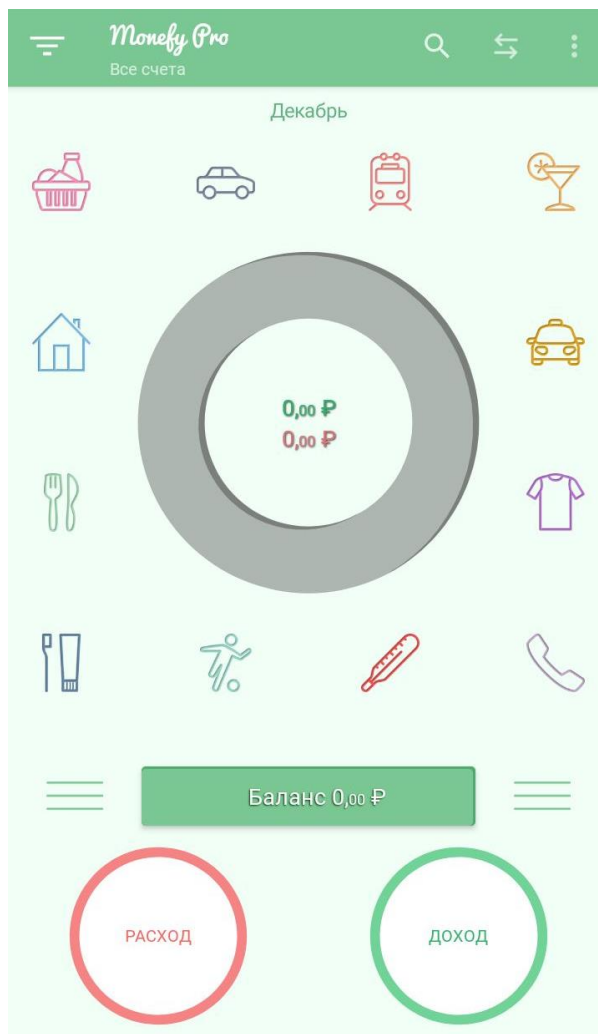 Monefy Pro
Все счета
Декабрь
0,00 ₽
0,00 ₽
Баланс 0,00 ₽
РАСХОД
ДОХОД